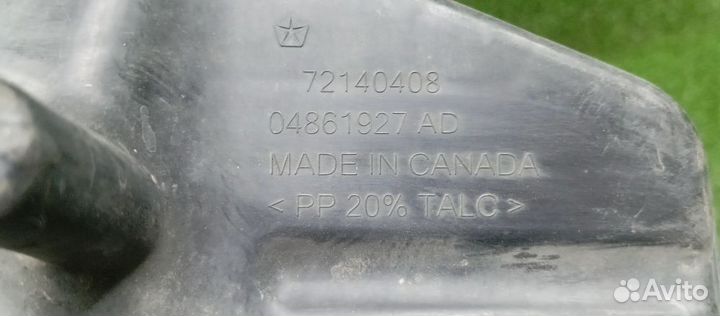 72140408
04861927 AD
MADE IN CANADA
< PP 20% TALC >
Avito